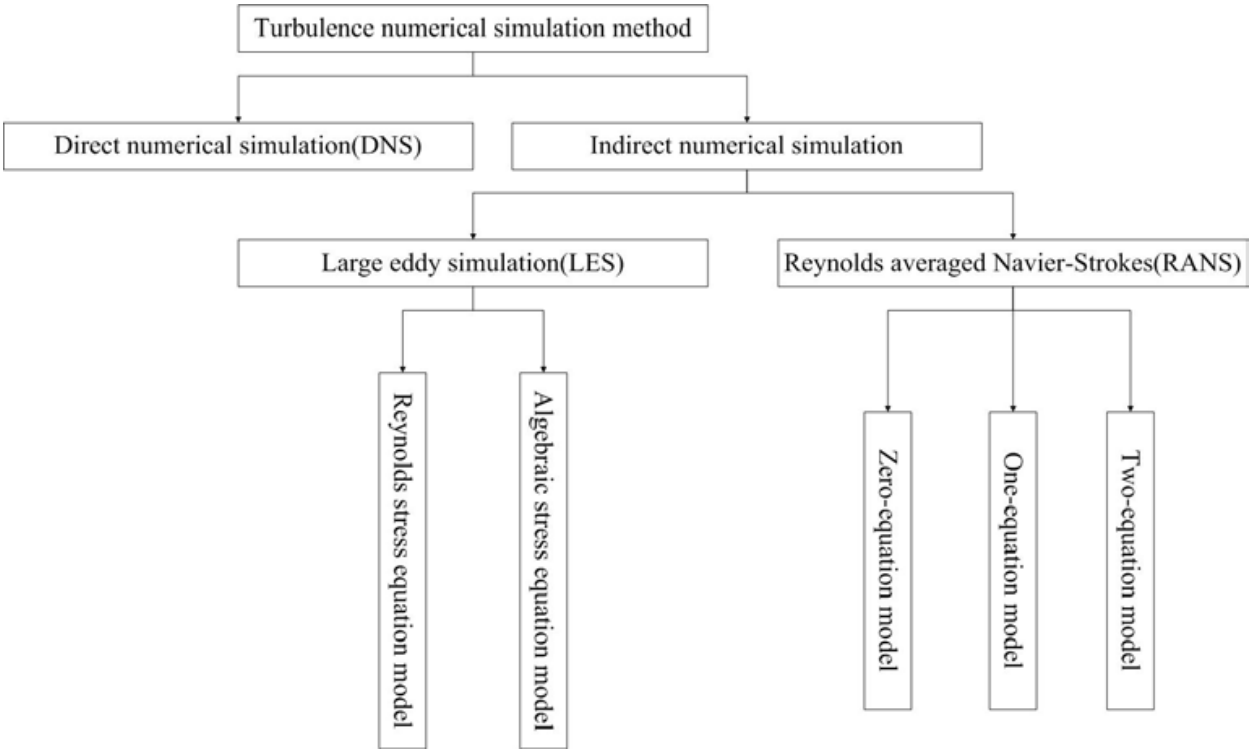 Turbulence numerical simulation method
Direct numerical simulation(DNS)
Indirect numerical simulation
Large eddy simulation(LES)
Reynolds averaged Navier-Strokes(RANS)
Reynolds stress equation model
Algebraic stress equation model
Zero-equation model
One-equation model
Two-equation model